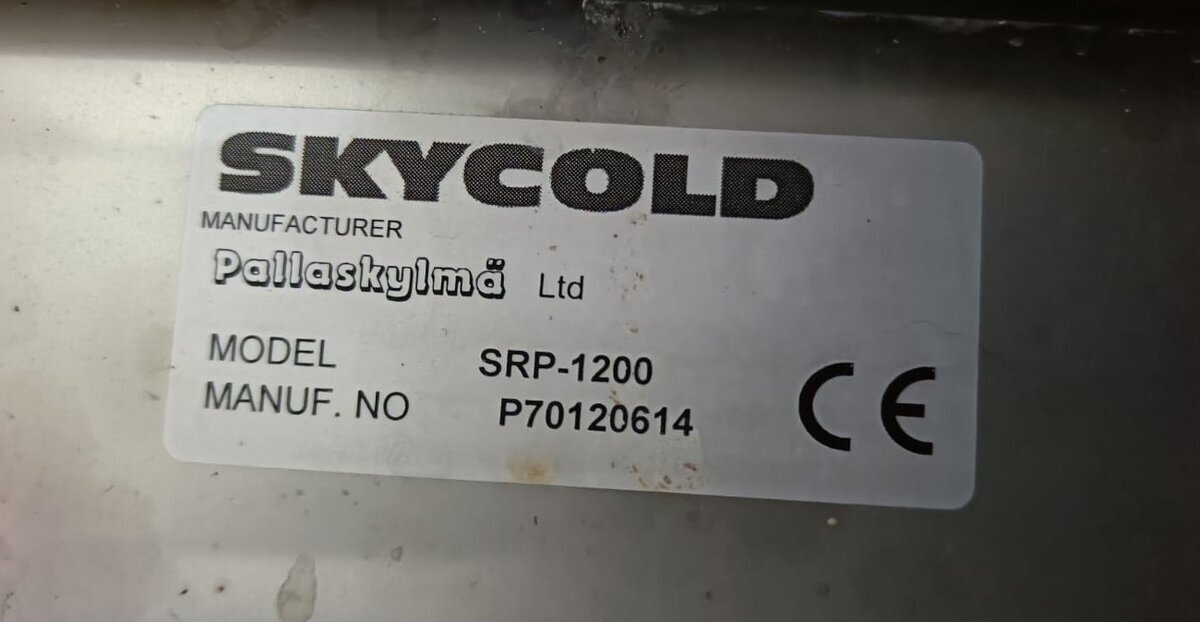 SKYCOLD
MANUFACTURER
Pallaskylmä Ltd
MODEL SRP-1200
MANUF. NO P70120614
CE